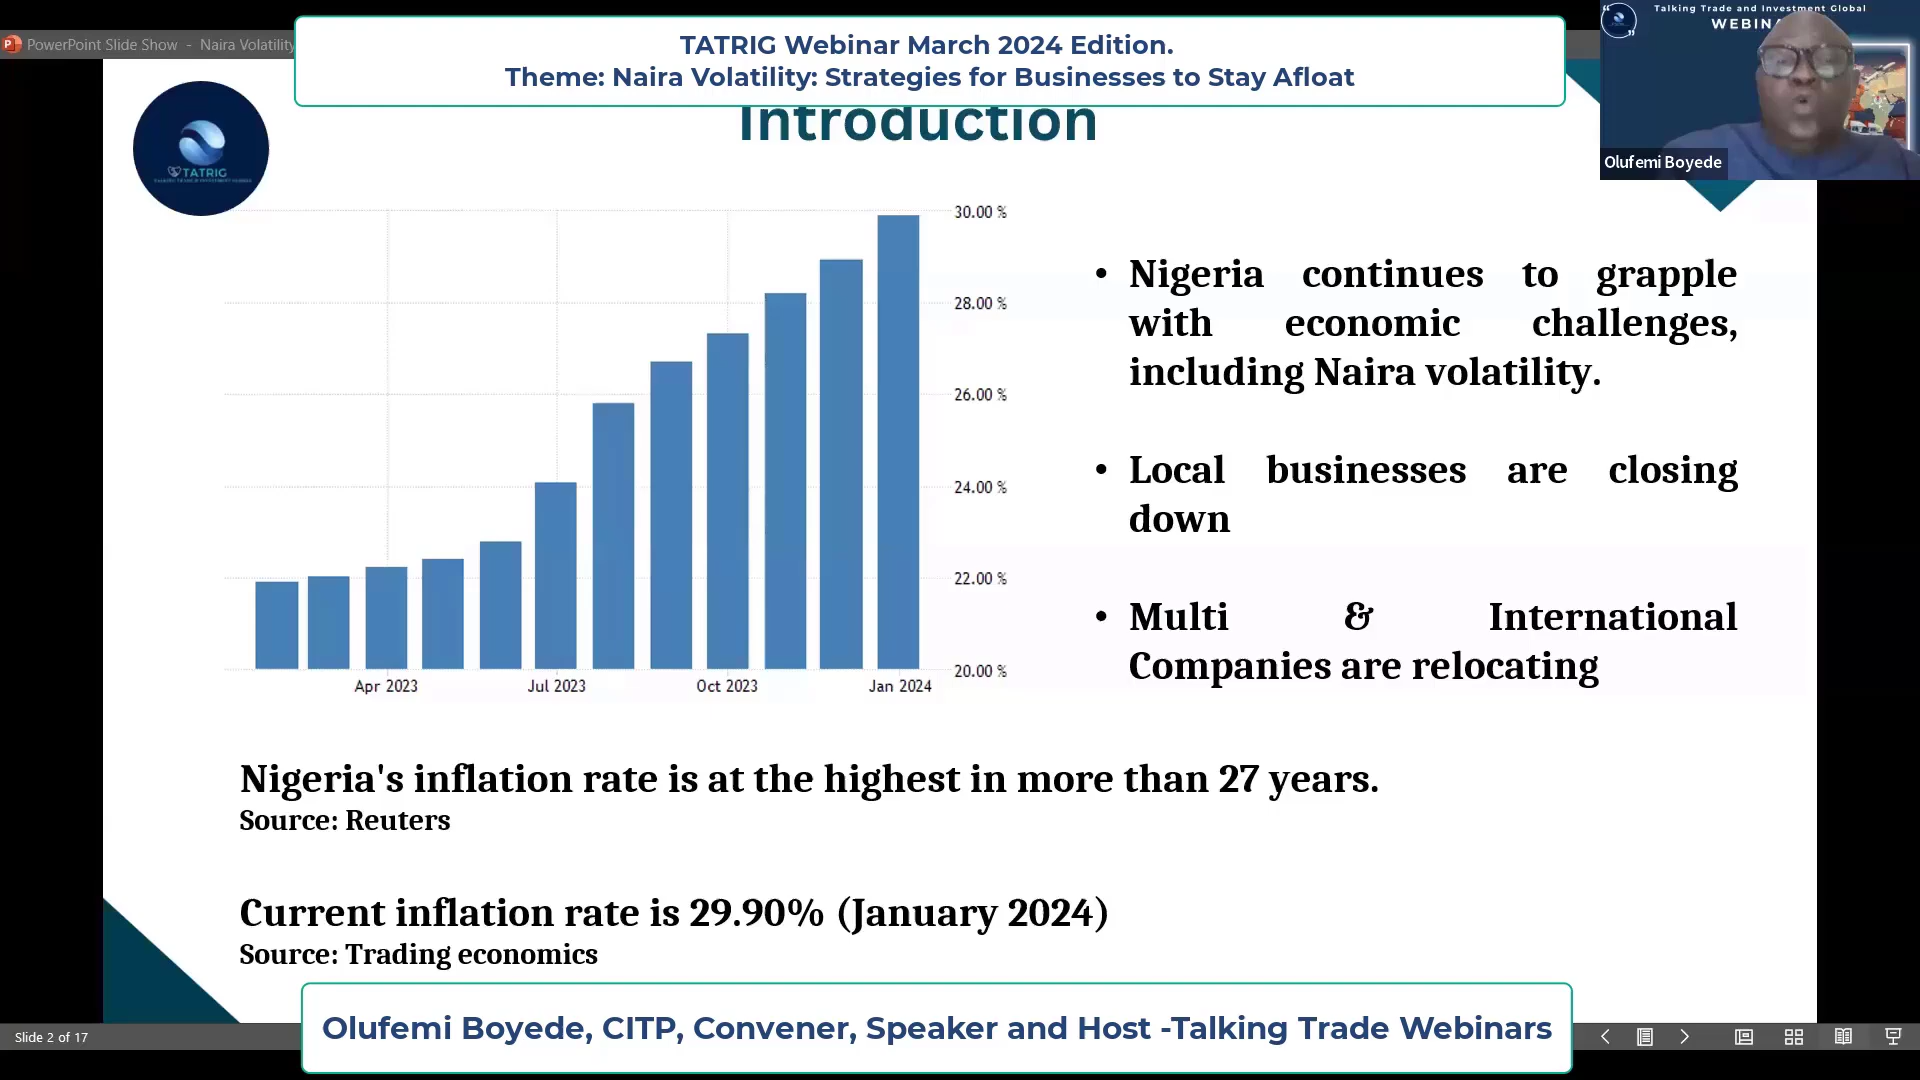 PowerPoint Slide Show - Naira Volatility
TATRIG Webinar March 2024 Edition.
Theme: Naira Volatility: Strategies for Businesses to Stay Afloat
Talking Trade and Investment Global
Olufemi Boyede
Introduction
TATRIG
30.00 %
28.00 %
26.00 %
24.00 %
22.00 %
20.00 %
Apr 2023
Jul 2023
Oct 2023
Jan 2024
• Nigeria continues to grapple
with economic challenges,
including Naira volatility.
• Local businesses are closing
down
• Multi & International
Companies are relocating
Nigeria's inflation rate is at the highest in more than 27 years.
Source: Reuters
Current inflation rate is 29.90% (January 2024)
Source: Trading economics
Olufemi Boyede, CITP, Convener, Speaker and Host -Talking Trade Webinars
Slide 2 of 17